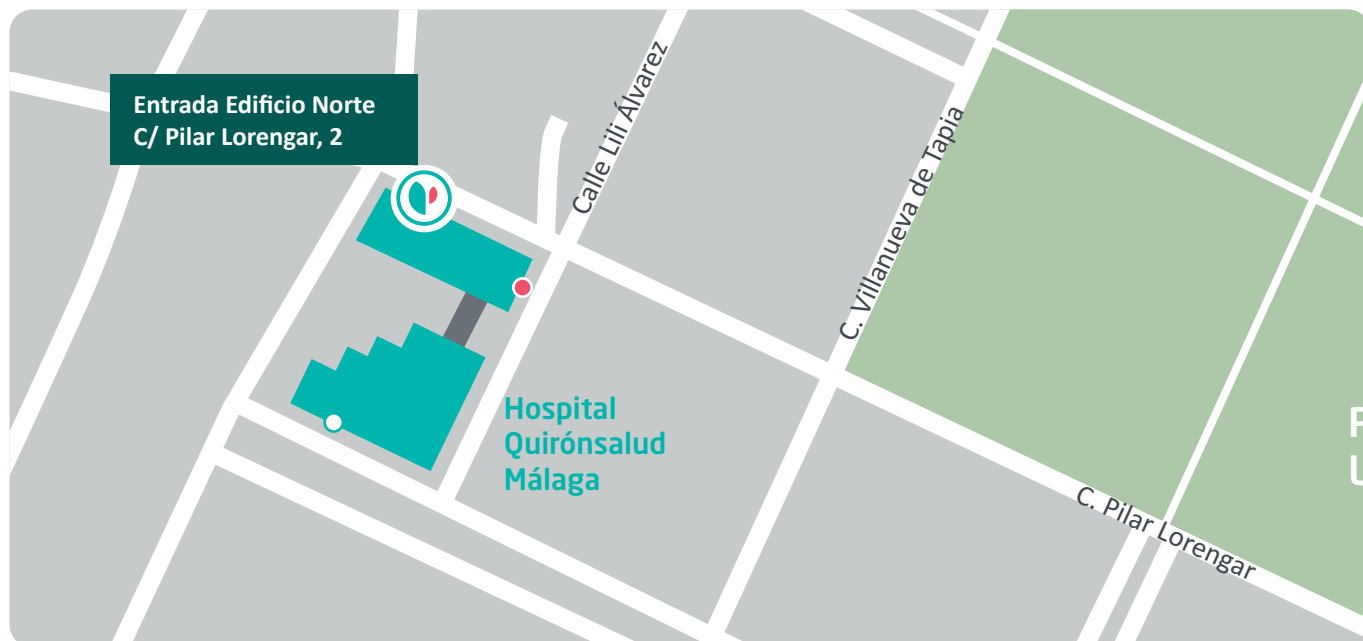 Entrada Edificio Norte
C/ Pilar Lorengar, 2
Calle Lili Álvarez
C. Villanueva de Tapia
Hospital
Quirónsalud
Málaga
C. Pilar Lorengar